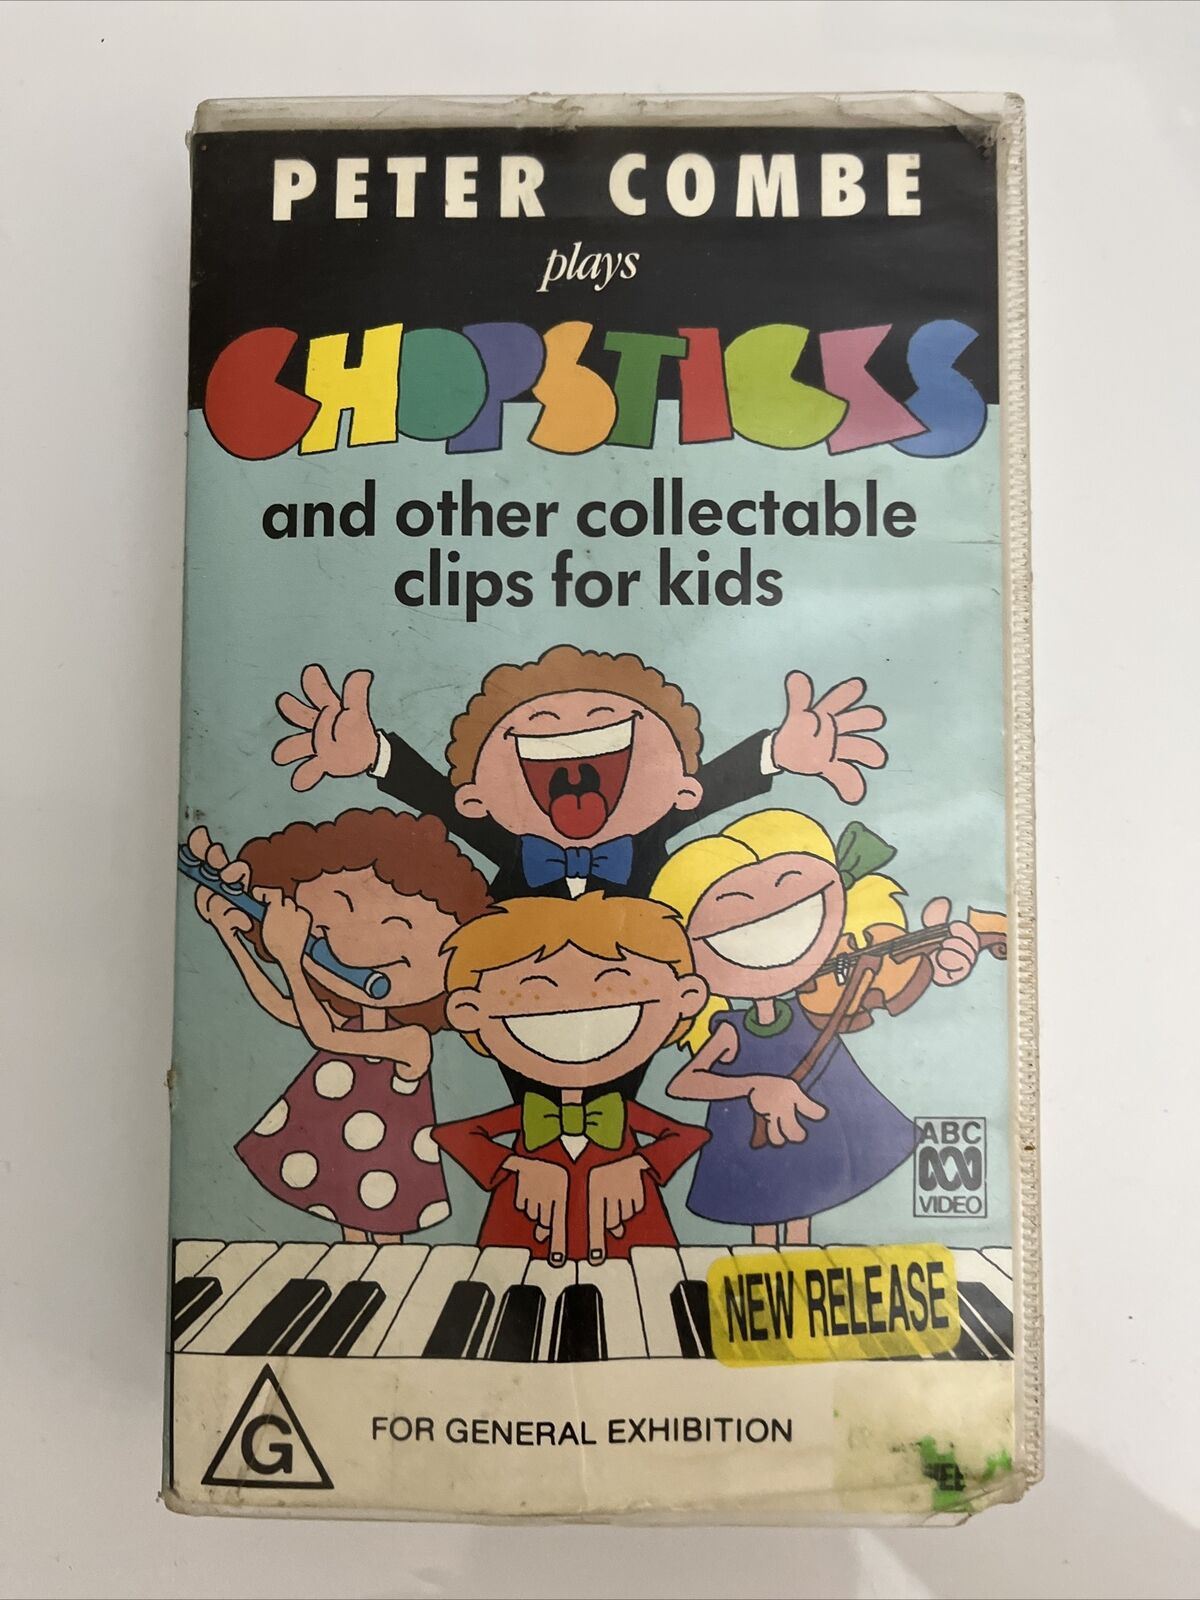 PETER COMBE
plays
CHOPSTICKS
and other collectable
clips for kids
ABC
VIDEO
NEW RELEASE
G
FOR GENERAL EXHIBITION